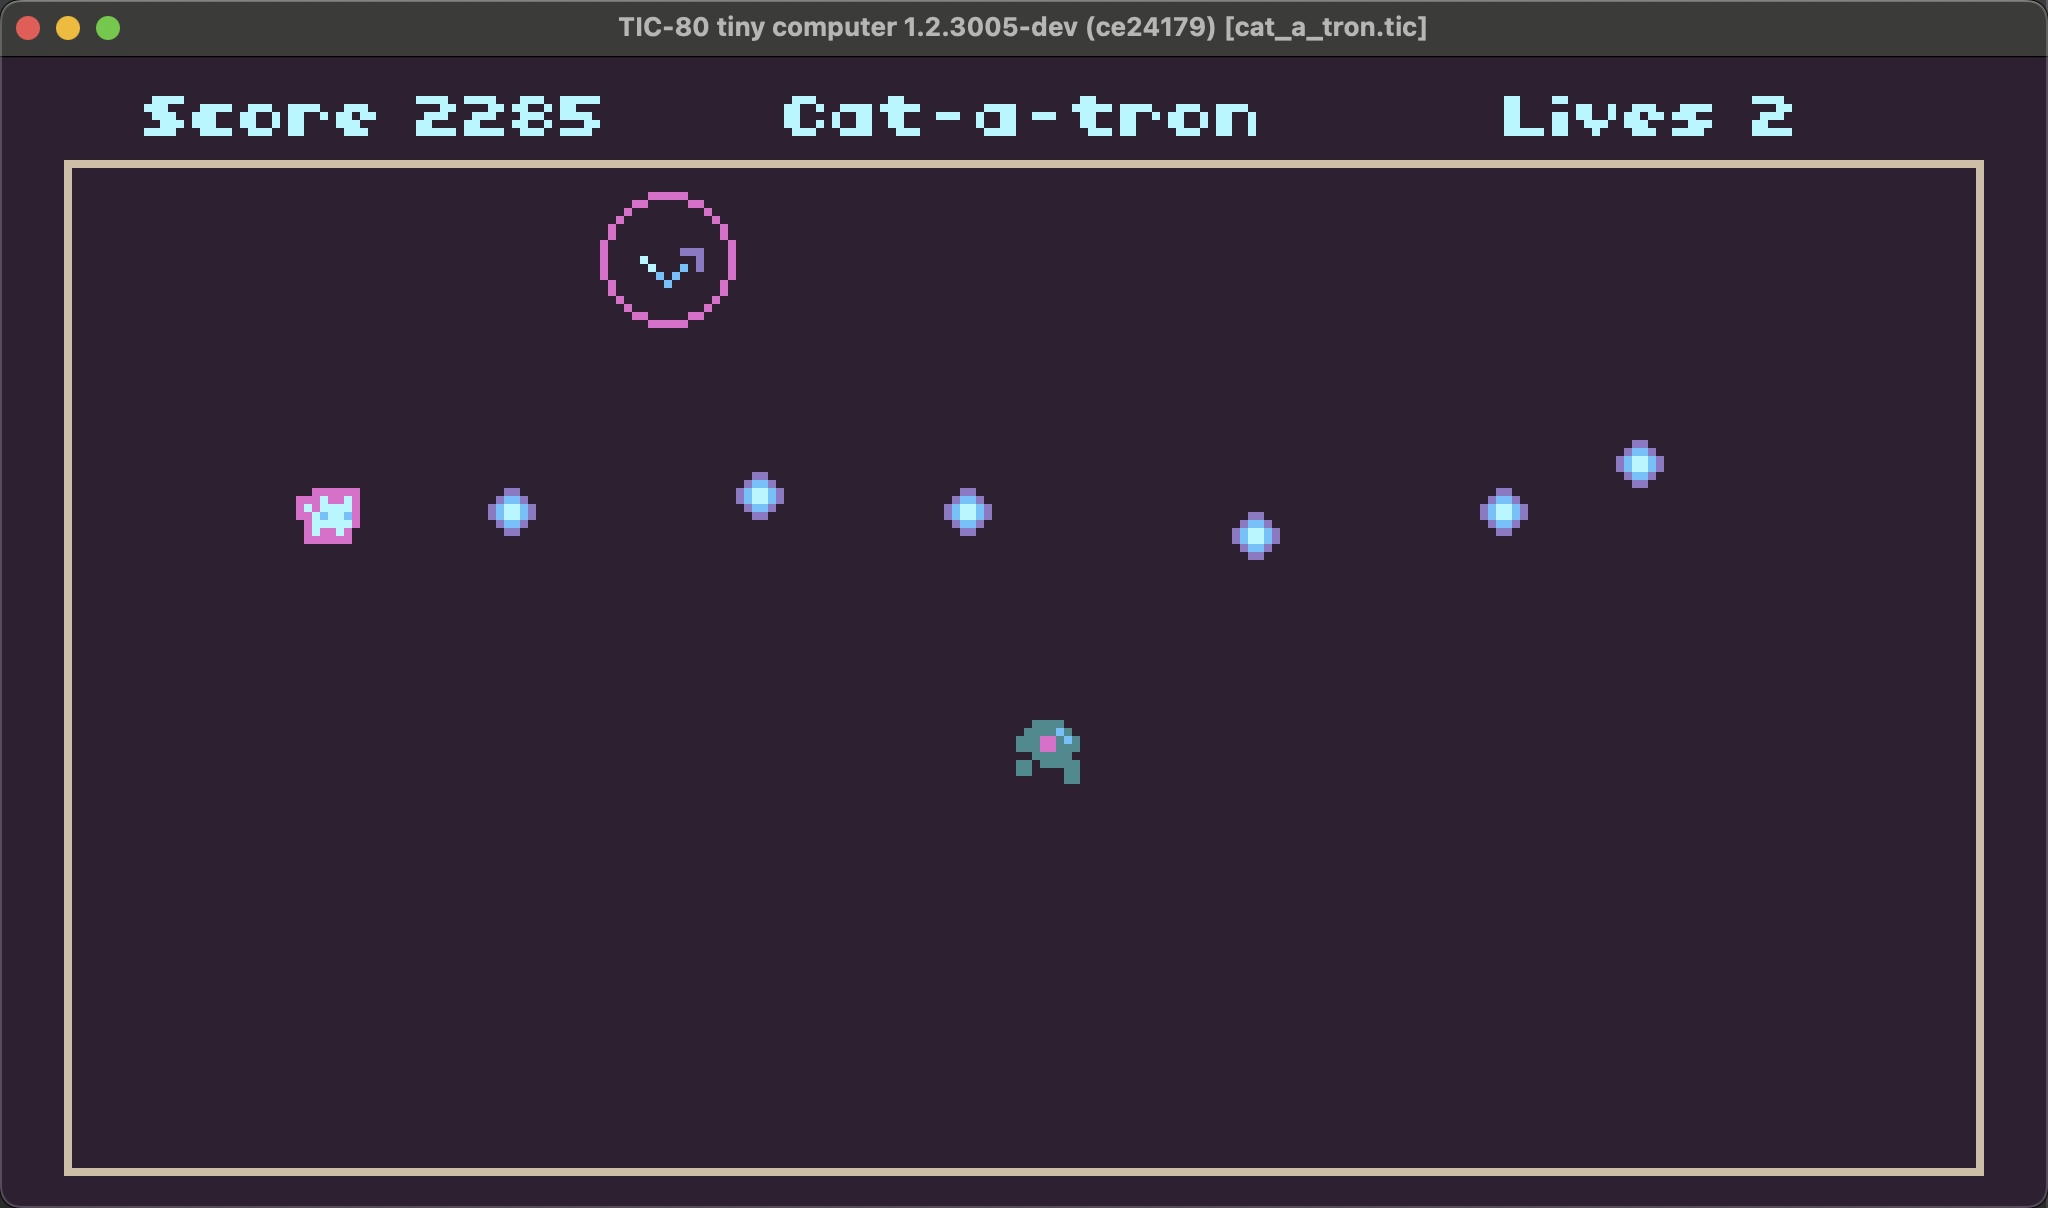 TIC-80 tiny computer 1.2.3005-dev (ce24179) [cat_a_tron.tic]
Score 2285 Cat-a-tron Lives 2